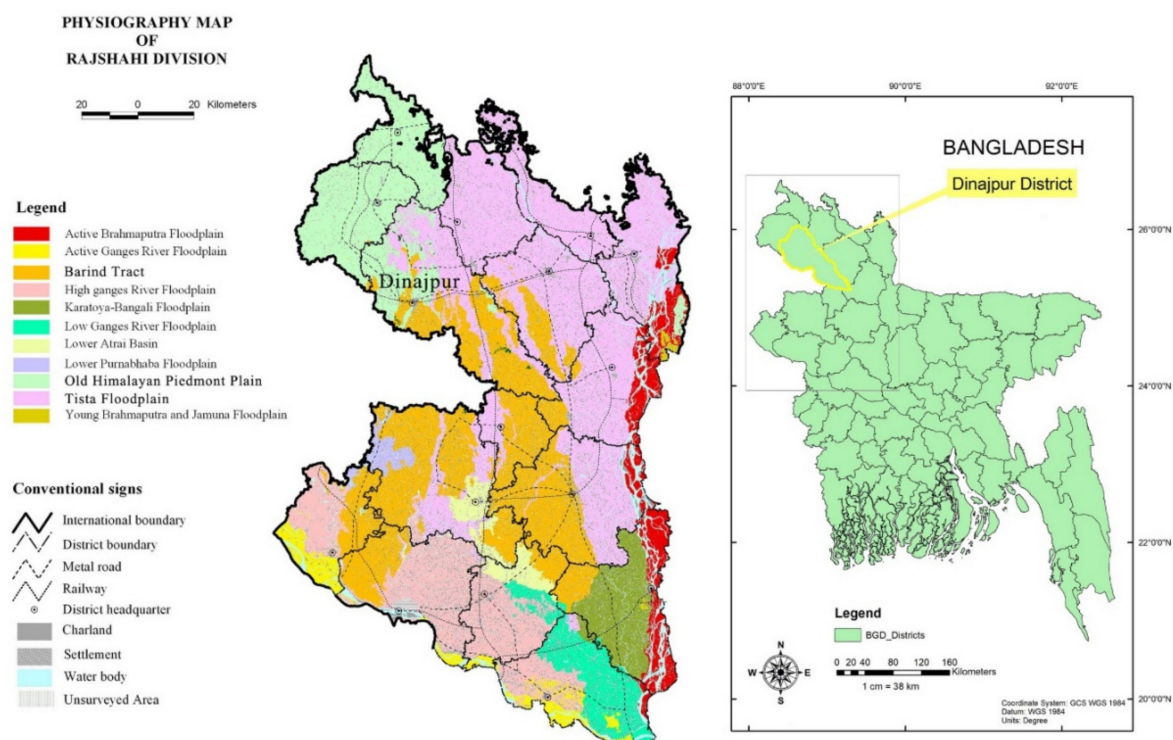 PHYSIOGRAPHY MAP
OF
RAJSHAHI DIVISION
20 0 20 Kilometers
Legend
Active Brahmaputra Floodplain
Active Ganges River Floodplain
Barind Tract
High ganges River Floodplain
Karatoya-Bangali Floodplain
Low Ganges River Floodplain
Lower Atrai Basin
Lower Purnabhaba Floodplain
Old Himalayan Piedmont Plain
Tista Floodplain
Young Brahmaputra and Jamuna Floodplain
Conventional signs
International boundary
District boundary
Metal road
Railway
District headquarter
Charland
Settlement
Water body
Unsurveyed Area
Dinajpur
88°0'0"E 90°0'0"E 92°0'0"E
BANGLADESH
Dinajpur District
26°0'0"N
24°0'0"N
22°0'0"N
20°0'0"N
Legend
BGD_Districts
N
W E
S
0 20 40 80 120 160
Kilometers
1 cm = 38 km
Coordinate System: GCS WGS 1984
Datum: WGS 1984
Units: Degree